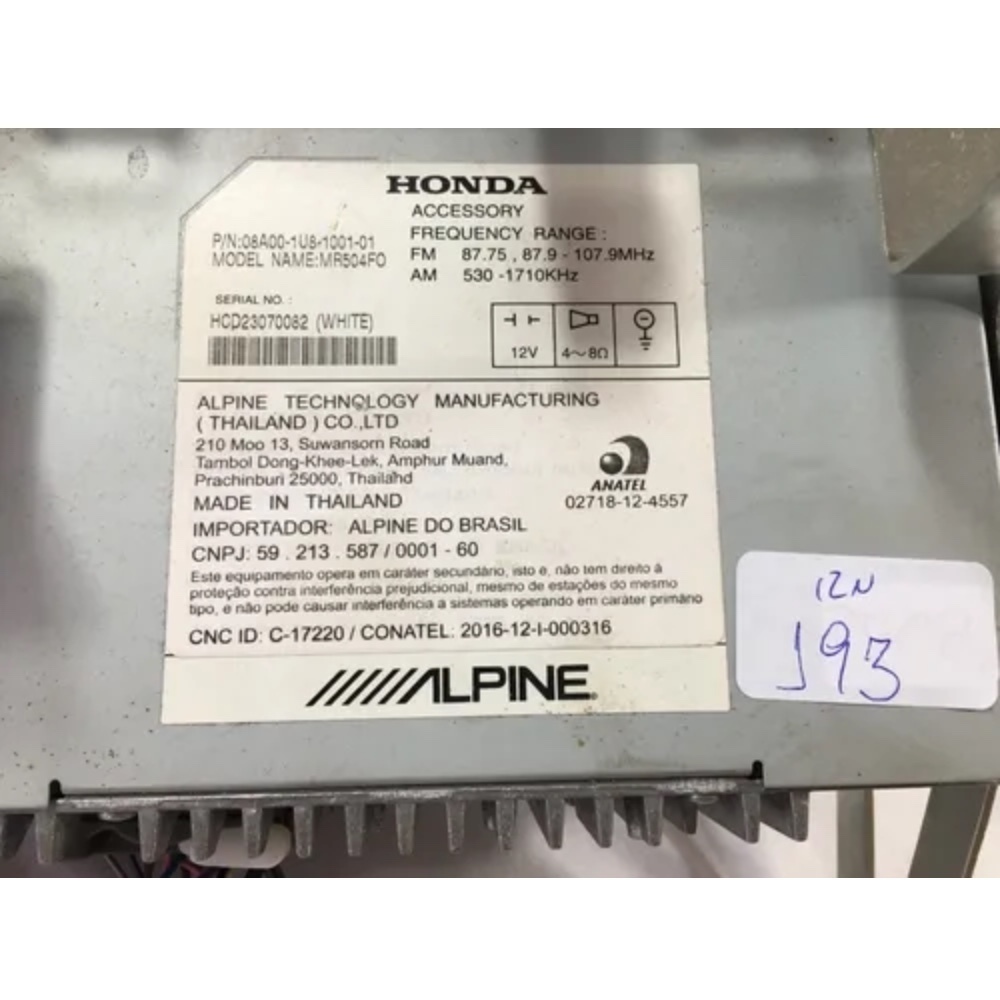 HONDA
ACCESSORY
P/N:08A00-1U8-1001-01
MODEL NAME:MR504FO
FREQUENCY RANGE :
FM 87.75 , 87.9 - 107.9MHz
AM 530 -1710KHz
SERIAL NO. :
HCD23070082 (WHITE)
12V
4~8Ω
ALPINE TECHNOLOGY MANUFACTURING
( THAILAND ) CO.,LTD
210 Moo 13, Suwansorn Road
Tambol Dong-Khee-Lek, Amphur Muand,
Prachinburi 25000, Thailand
MADE IN THAILAND
ANATEL
02718-12-4557
IMPORTADOR: ALPINE DO BRASIL
CNPJ: 59 . 213 . 587 / 0001 - 60
Este equipamento opera em caráter secundário, isto e, não tem direito à
proteção contra interferência prejudicional, mesmo de estações do mesmo
tipo, e não pode causar interferência a sistemas operando em caráter primário
CNC ID: C-17220 / CONATEL: 2016-12-I-000316
ALPINE
12N
193